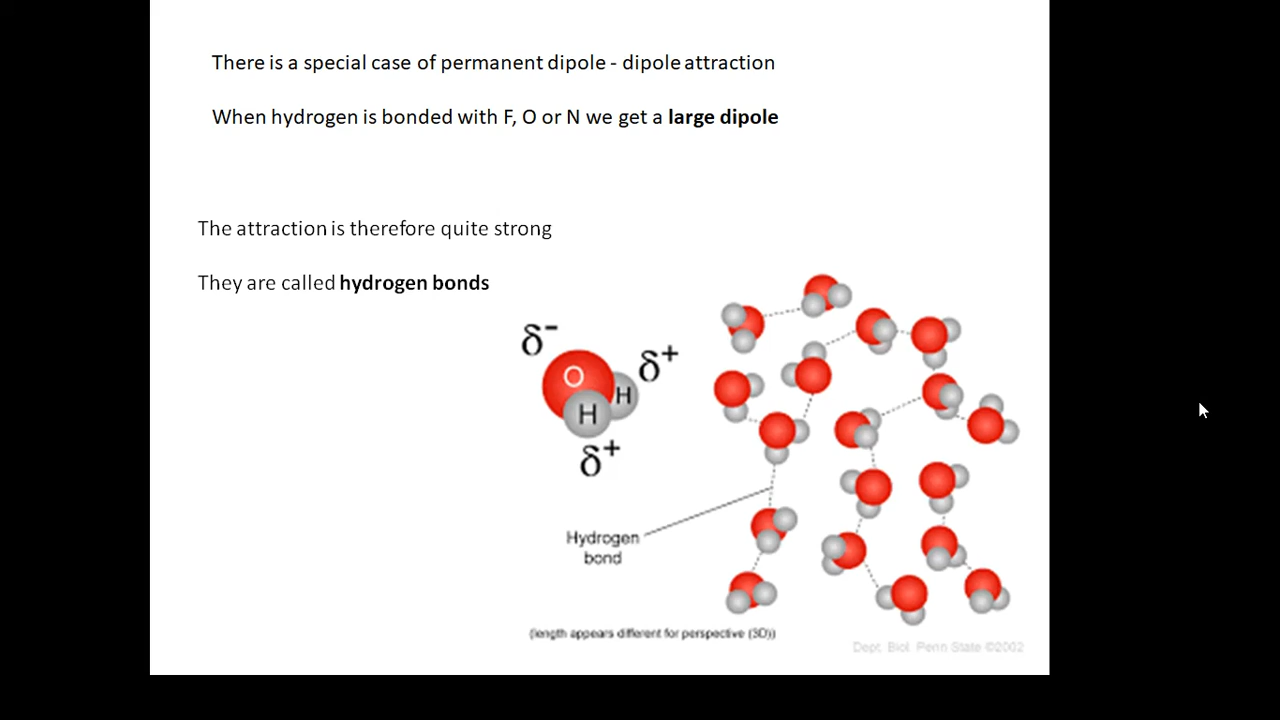 There is a special case of permanent dipole - dipole attraction
When hydrogen is bonded with F, O or N we get a large dipole
The attraction is therefore quite strong
They are called hydrogen bonds
δ-
δ+
O
H
H
δ+
Hydrogen
bond
(length appears different for perspective (3D))
Dept. Biol. Penn State ©2002